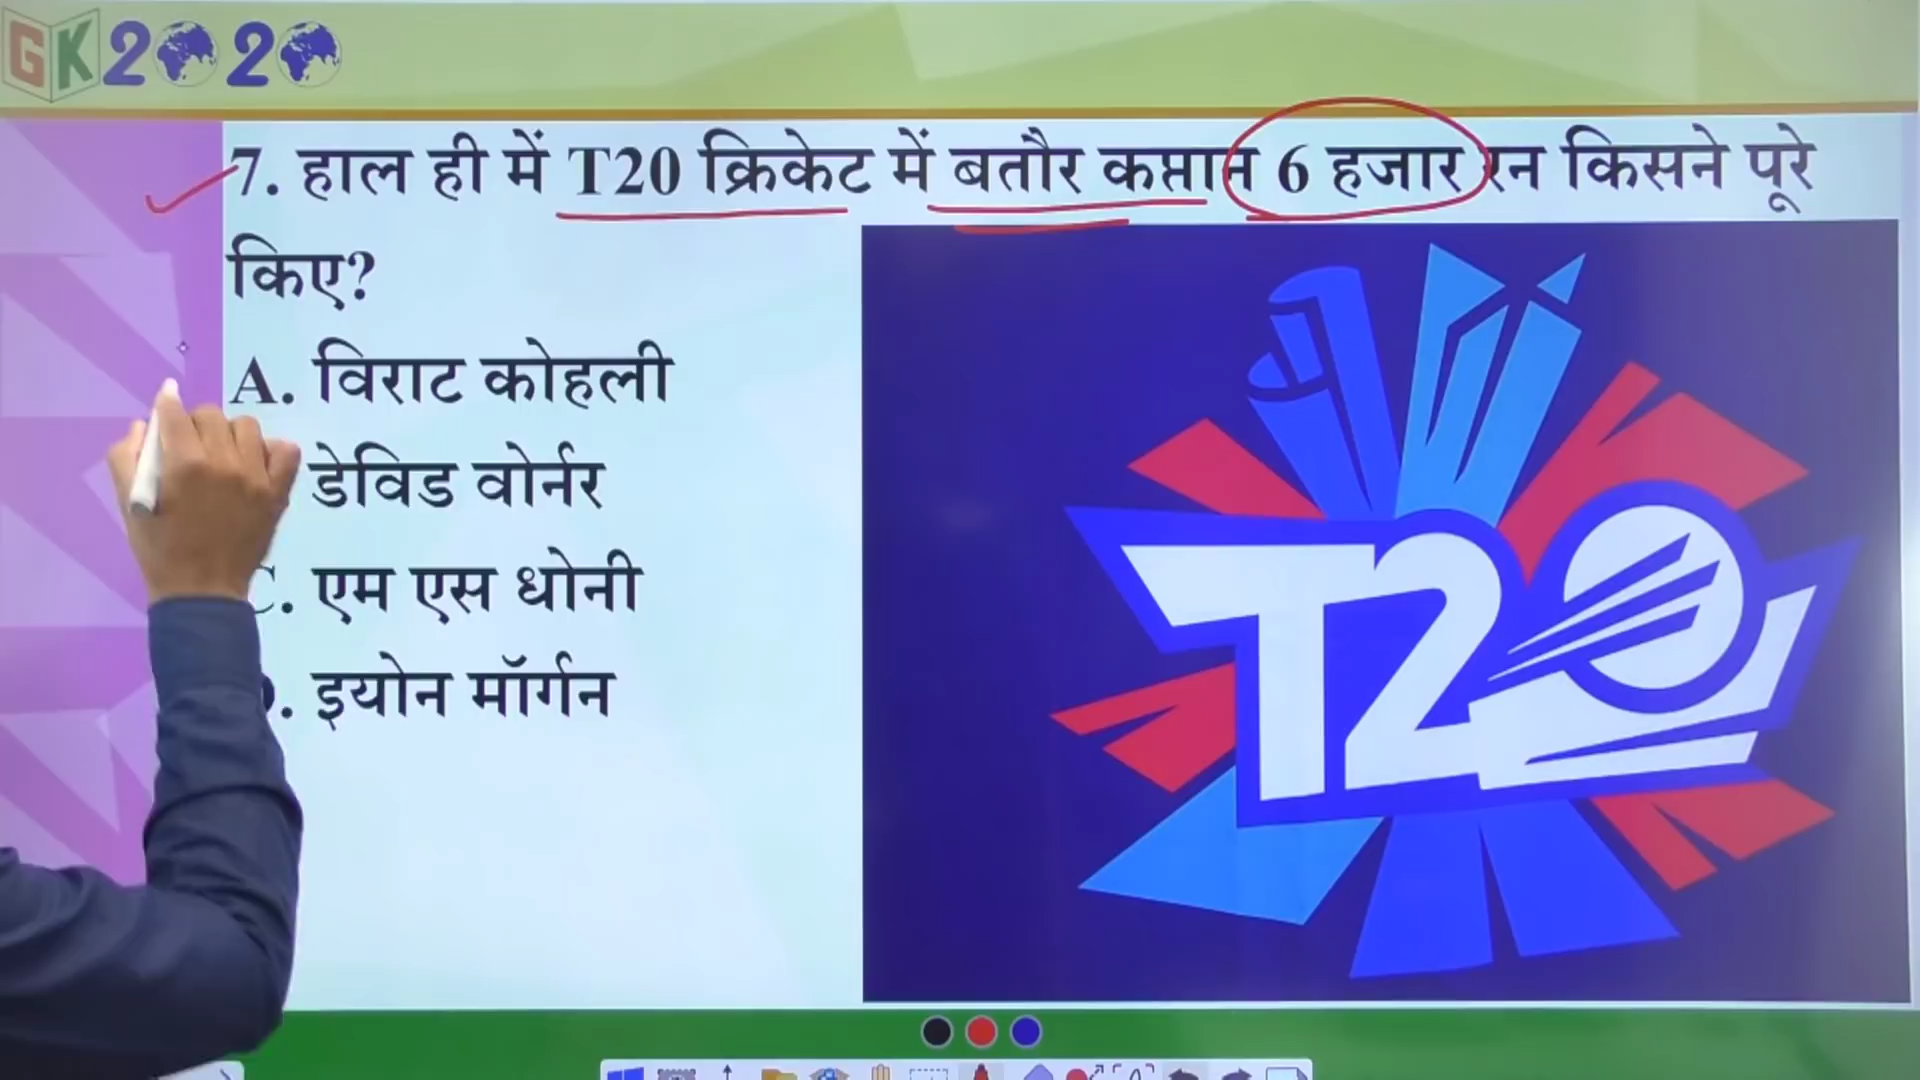 GK2020
7. हाल ही में T20 क्रिकेट में बतौर कप्तान 6 हजार रन किसने पूरे
किए?
A. विराट कोहली
डेविड वोर्नर
C. एम एस धोनी
D. इयोन मॉर्गन
T20